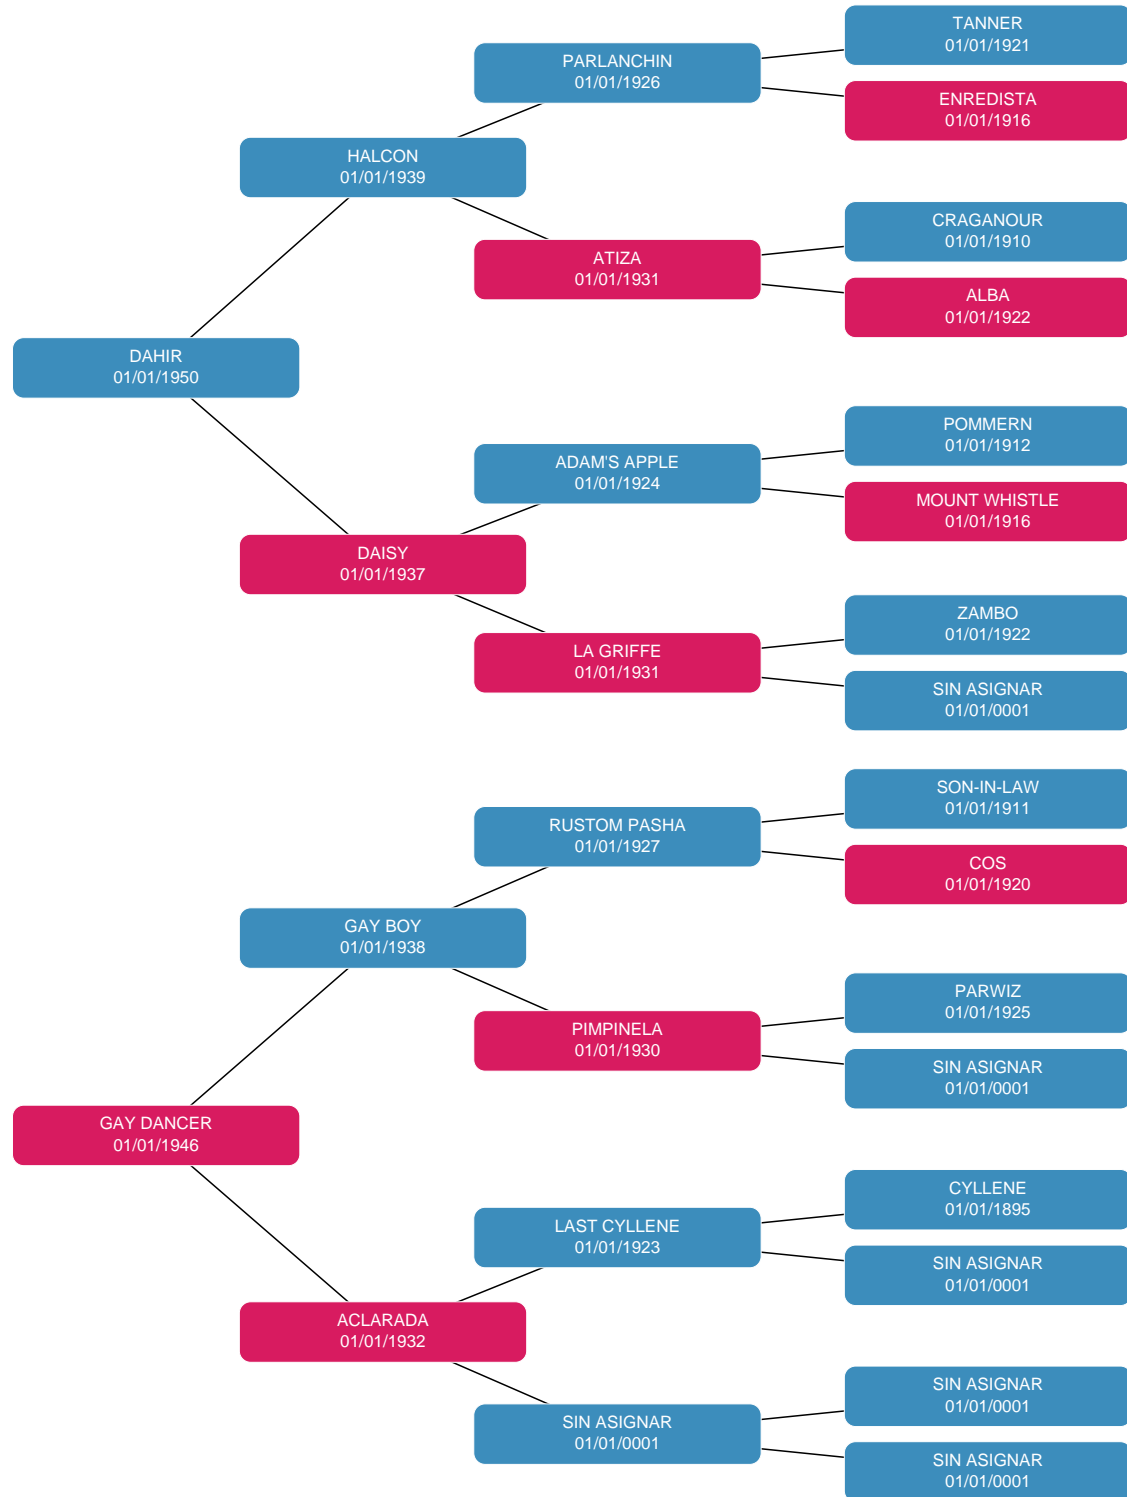 TANNER
01/01/1921
PARLANCHIN
01/01/1926
ENREDISTA
01/01/1916
HALCON
01/01/1939
CRAGANOUR
01/01/1910
ATIZA
01/01/1931
ALBA
01/01/1922
DAHIR
01/01/1950
POMMERN
01/01/1912
ADAM'S APPLE
01/01/1924
MOUNT WHISTLE
01/01/1916
DAISY
01/01/1937
ZAMBO
01/01/1922
LA GRIFFE
01/01/1931
SIN ASIGNAR
01/01/0001
SON-IN-LAW
01/01/1911
RUSTOM PASHA
01/01/1927
COS
01/01/1920
GAY BOY
01/01/1938
PARWIZ
01/01/1925
PIMPINELA
01/01/1930
SIN ASIGNAR
01/01/0001
GAY DANCER
01/01/1946
CYLLENE
01/01/1895
LAST CYLLENE
01/01/1923
SIN ASIGNAR
01/01/0001
ACLARADA
01/01/1932
SIN ASIGNAR
01/01/0001
SIN ASIGNAR
01/01/0001
SIN ASIGNAR
01/01/0001